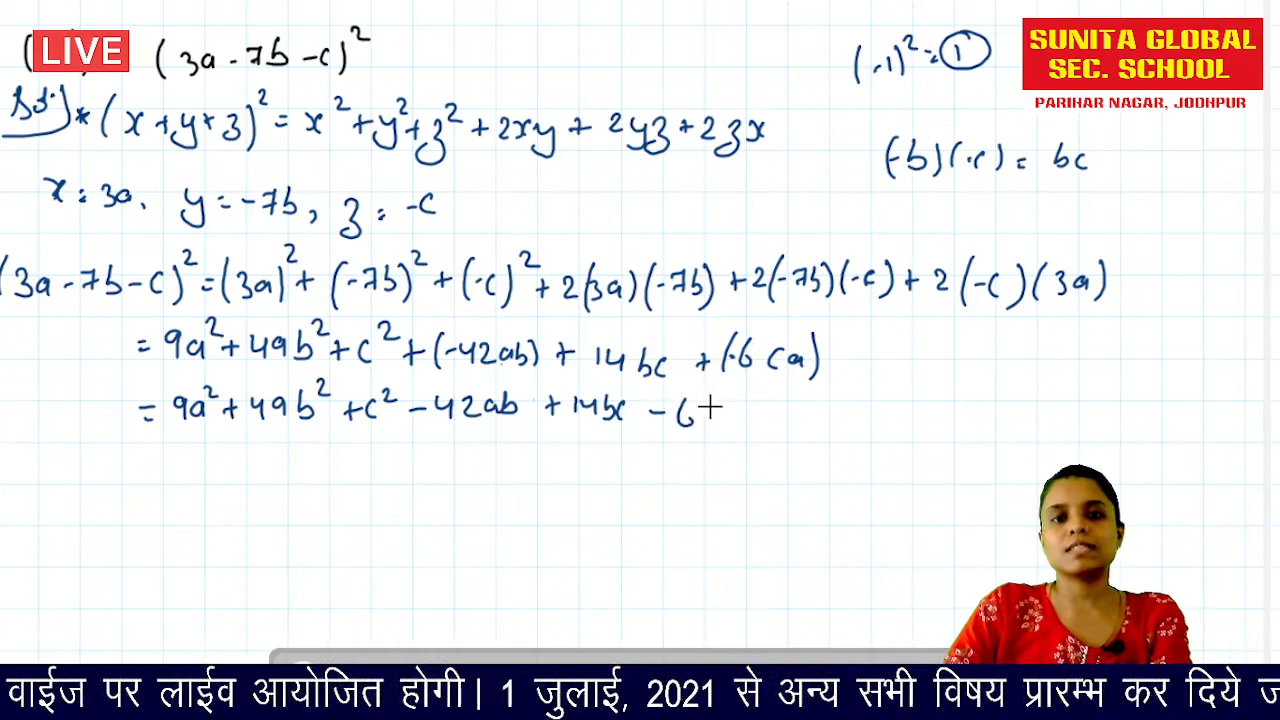 LIVE
(3a - 7b - c)²
(-1)² = 1
SUNITA GLOBAL
SEC. SCHOOL
PARIHAR NAGAR, JODHPUR
* (x + y + z)² = x² + y² + z² + 2xy + 2yz + 2zx
(-b)(-c) = bc
x = 3a, y = -7b, z = -c
(3a - 7b - c)² = (3a)² + (-7b)² + (-c)² + 2(3a)(-7b) + 2(-7b)(-c) + 2(-c)(3a)
= 9a² + 49b² + c² + (-42ab) + 14bc + (-6ca)
= 9a² + 49b² + c² - 42ab + 14bc - 6
वाईज पर लाईव आयोजित होगी| 1 जुलाई, 2021 से अन्य सभी विषय प्रारम्भ कर दिये